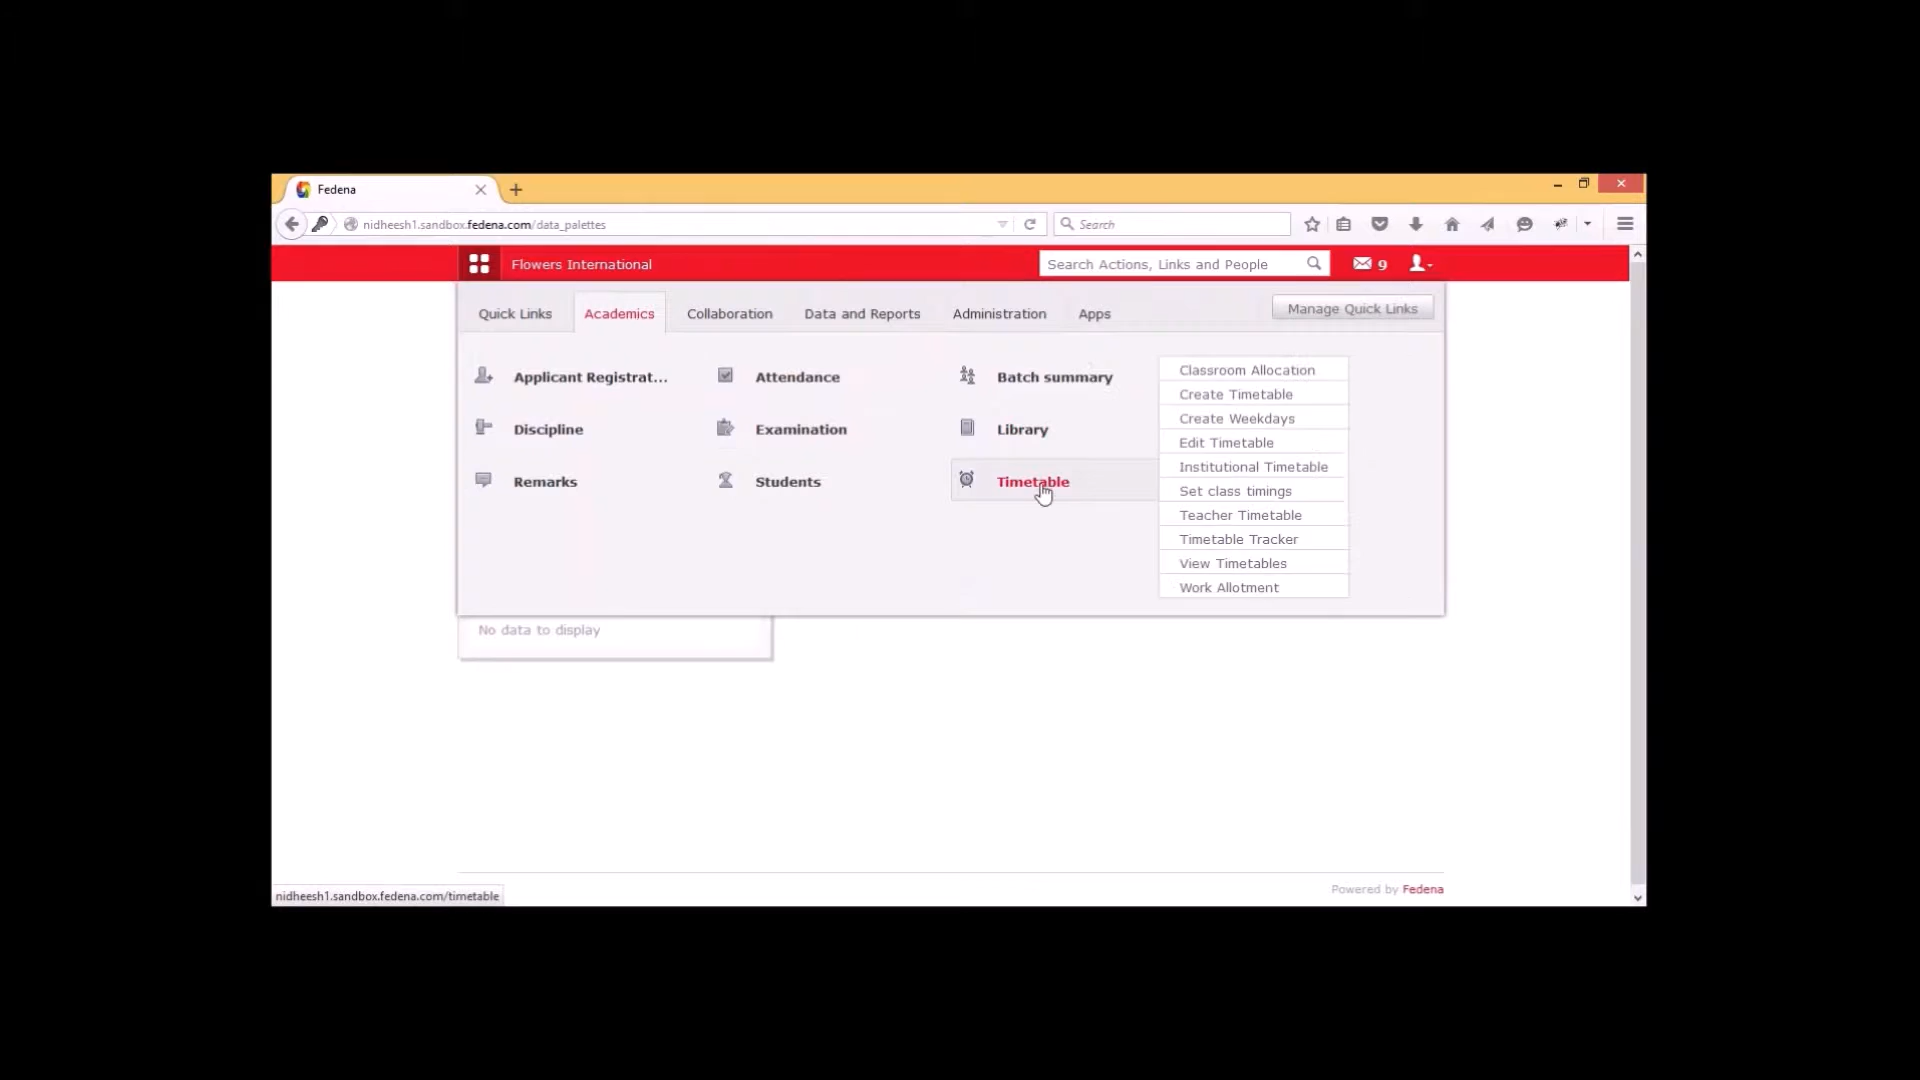 Fedena
nidheesh1.sandbox.fedena.com/data_palettes
Search
Flowers International
Search Actions, Links and People
9
Quick Links
Academics
Collaboration
Data and Reports
Administration
Apps
Manage Quick Links
Applicant Registrat...
Attendance
Batch summary
Discipline
Examination
Library
Remarks
Students
Timetable
Classroom Allocation
Create Timetable
Create Weekdays
Edit Timetable
Institutional Timetable
Set class timings
Teacher Timetable
Timetable Tracker
View Timetables
Work Allotment
No data to display
Powered by Fedena
nidheesh1.sandbox.fedena.com/timetable